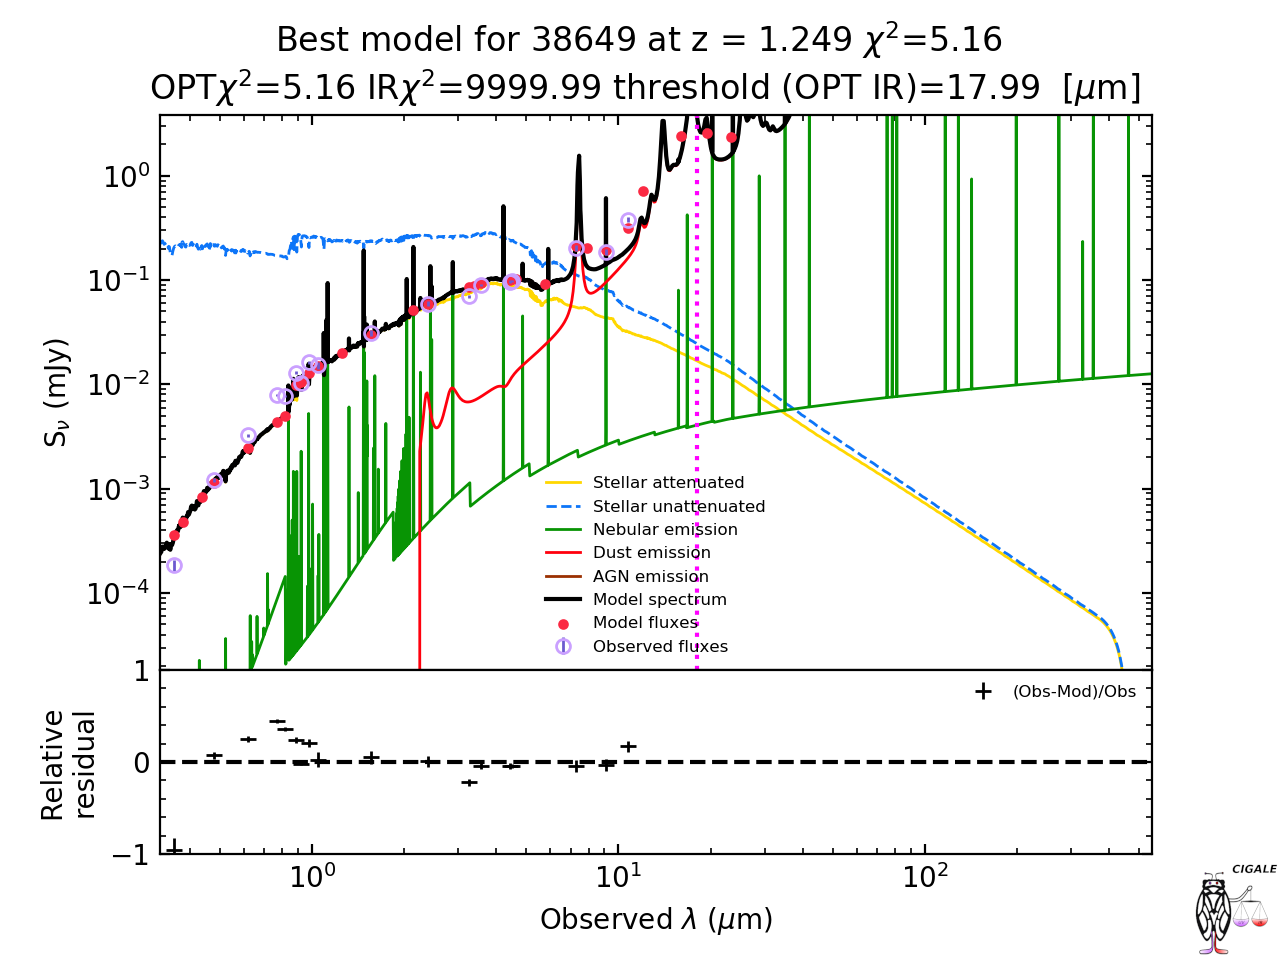 Best model for 38649 at z = 1.249 χ²=5.16
OPTχ²=5.16 IRχ²=9999.99 threshold (OPT IR)=17.99 [μm]
10⁰
10⁻¹
10⁻²
10⁻³
10⁻⁴
Sν (mJy)
Stellar attenuated
Stellar unattenuated
Nebular emission
Dust emission
AGN emission
Model spectrum
Model fluxes
Observed fluxes
1
0
−1
Relative
residual
(Obs-Mod)/Obs
10⁰ 10¹ 10²
Observed λ (μm)
CIGALE